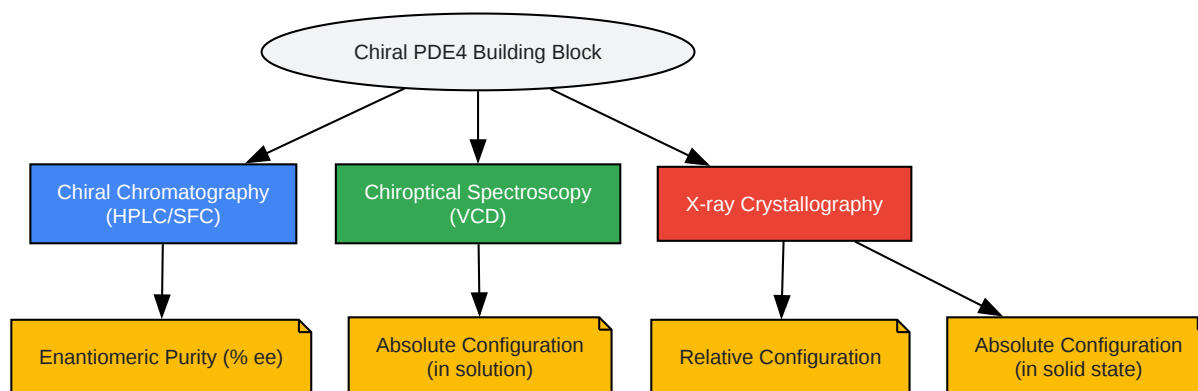 Chiral PDE4 Building Block
Chiral Chromatography
(HPLC/SFC)
Chiroptical Spectroscopy
(VCD)
X-ray Crystallography
Enantiomeric Purity (% ee)
Absolute Configuration
(in solution)
Relative Configuration
Absolute Configuration
(in solid state)